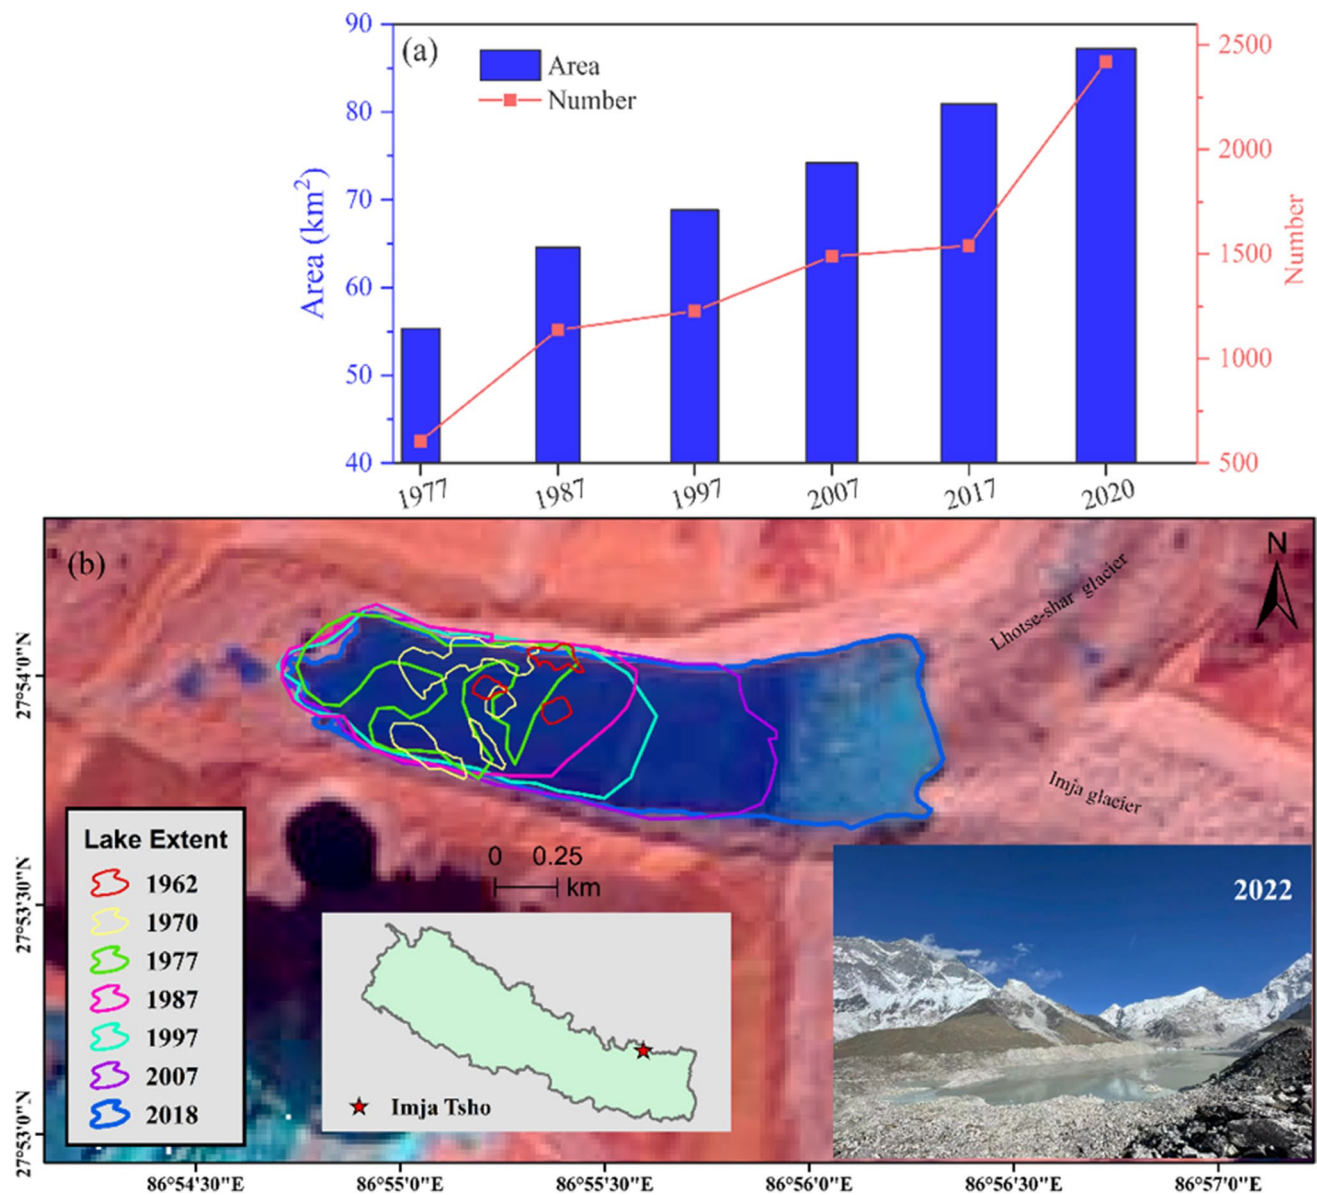 (a)
Area
Number
90
80
70
60
50
40
Area (km²)
2500
2000
1500
1000
500
Number
1977
1987
1997
2007
2017
2020
(b)
N
Lhotse-shar glacier
Imja glacier
27°54'0"N
27°53'30"N
27°53'0"N
Lake Extent
1962
1970
1977
1987
1997
2007
2018
0 0.25
km
Imja Tsho
2022
86°54'30"E
86°55'0"E
86°55'30"E
86°56'0"E
86°56'30"E
86°57'0"E